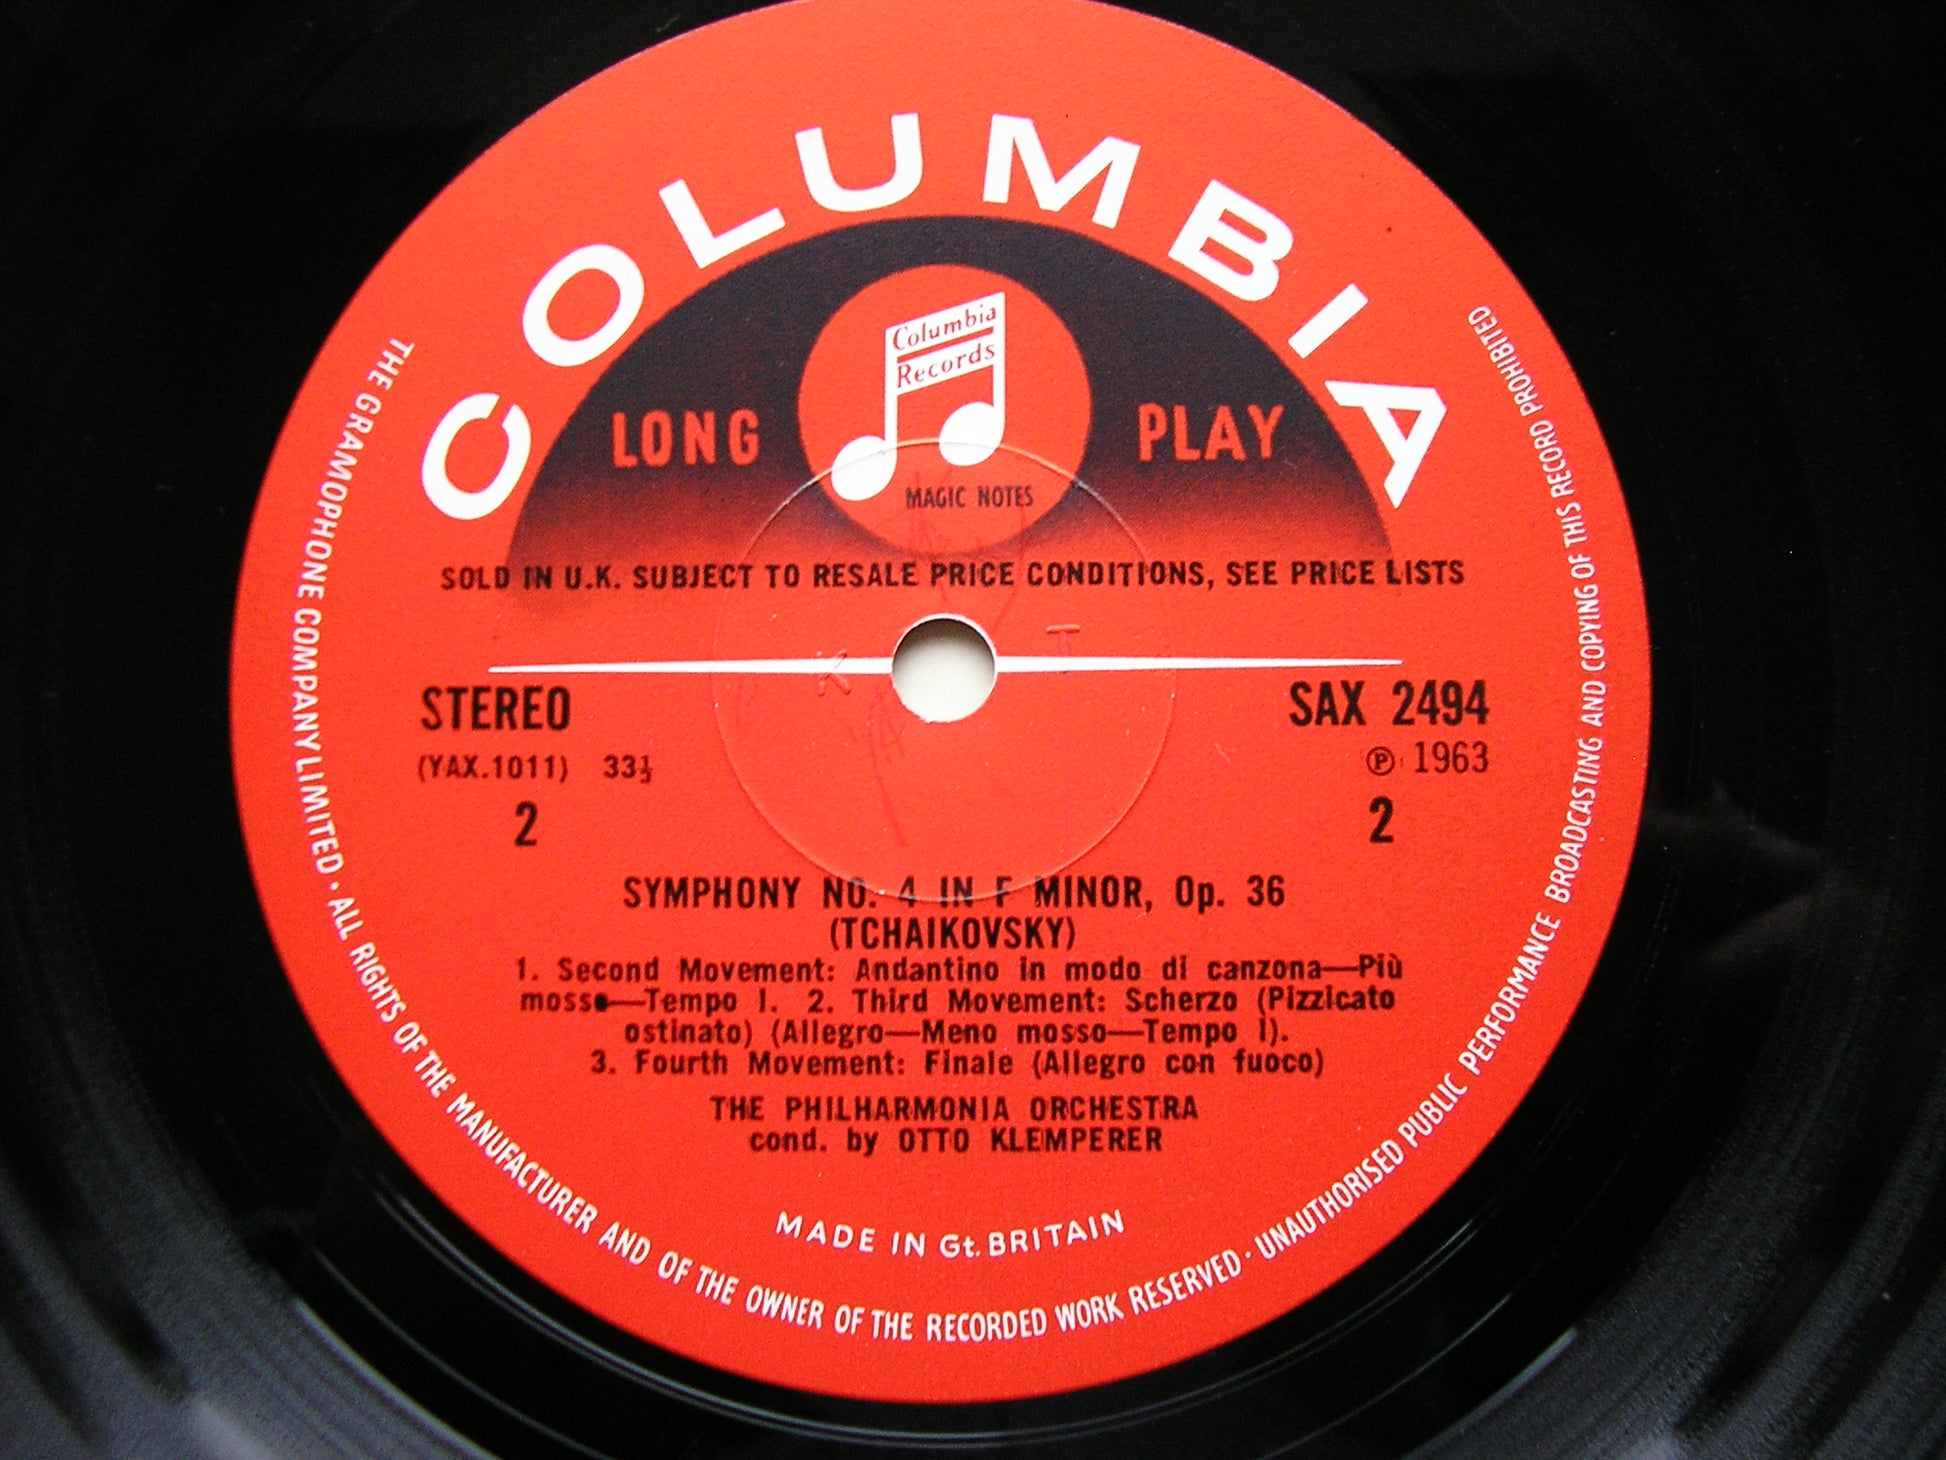 COLUMBIA
Columbia
Records
LONG PLAY
MAGIC NOTES
SOLD IN U.K. SUBJECT TO RESALE PRICE CONDITIONS, SEE PRICE LISTS
K T
STEREO SAX 2494
(YAX.1011) 33⅓ ℗ 1963
2 2
SYMPHONY NO. 4 IN F MINOR, Op. 36
(TCHAIKOVSKY)
1. Second Movement: Andantino in modo di canzona—Più
mosso—Tempo I. 2. Third Movement: Scherzo (Pizzicato
ostinato) (Allegro—Meno mosso—Tempo I).
3. Fourth Movement: Finale (Allegro con fuoco)
THE PHILHARMONIA ORCHESTRA
cond. by OTTO KLEMPERER
MADE IN Gt. BRITAIN
THE GRAMOPHONE COMPANY LIMITED · ALL RIGHTS OF THE MANUFACTURER AND OF THE OWNER OF THE RECORDED WORK RESERVED · UNAUTHORISED PUBLIC PERFORMANCE BROADCASTING AND COPYING OF THIS RECORD PROHIBITED